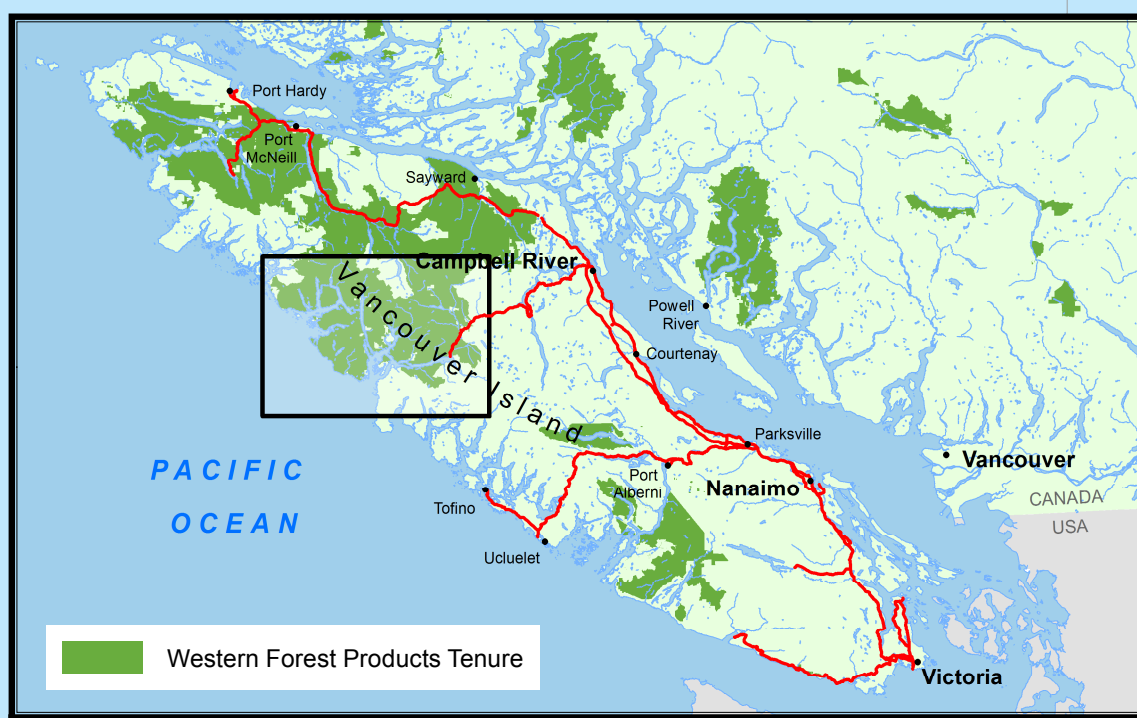 Port Hardy
Port
McNeill
Sayward
Campbell River
Vancouver Island
Powell
River
Courtenay
Parksville
PACIFIC
OCEAN
Port
Alberni
Nanaimo
Vancouver
CANADA
USA
Tofino
Ucluelet
Western Forest Products Tenure
Victoria